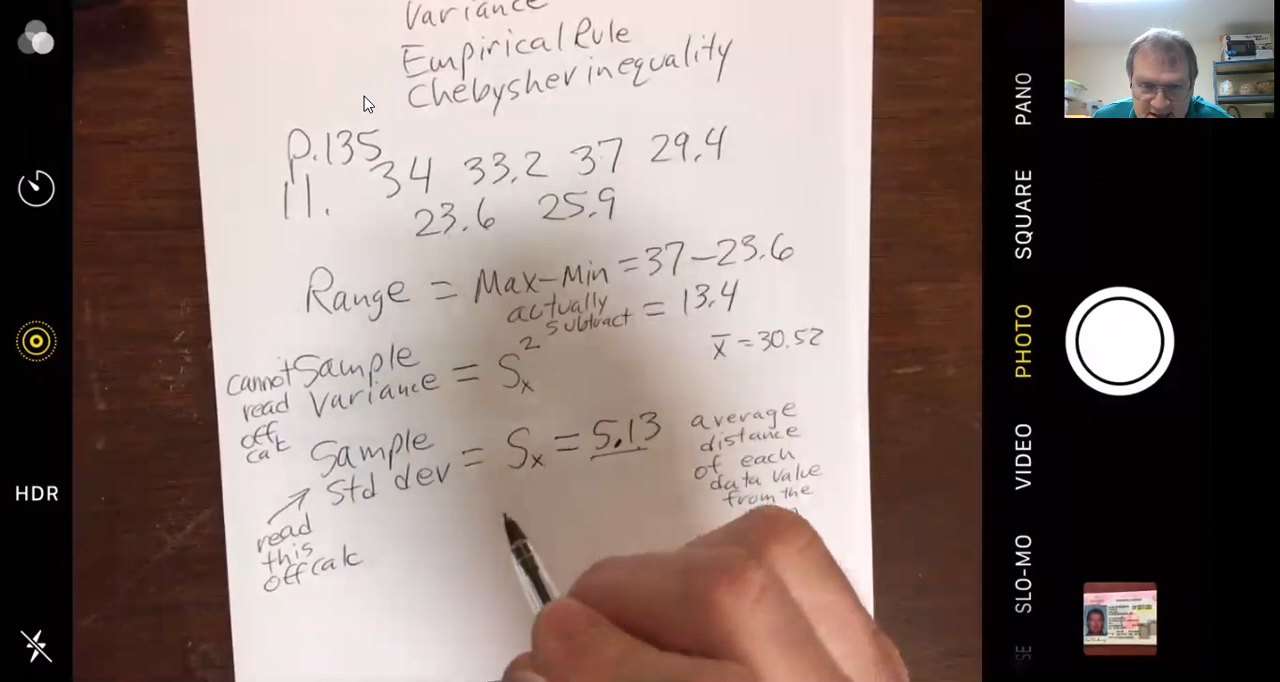 Variance
Empirical Rule
Chebyshev inequality
p.135
11. 34 33.2 37 29.4
23.6 25.9
Range = Max-Min = 37-23.6
actually subtract = 13.4
x̄ = 30.52
cannot read off calc
Sample Variance = Sx²
Sample Std dev = Sx = 5.13
average
distance
of each
data value
from the
read
this
off calc
HDR
PANO
SQUARE
PHOTO
VIDEO
SLO-MO
SE